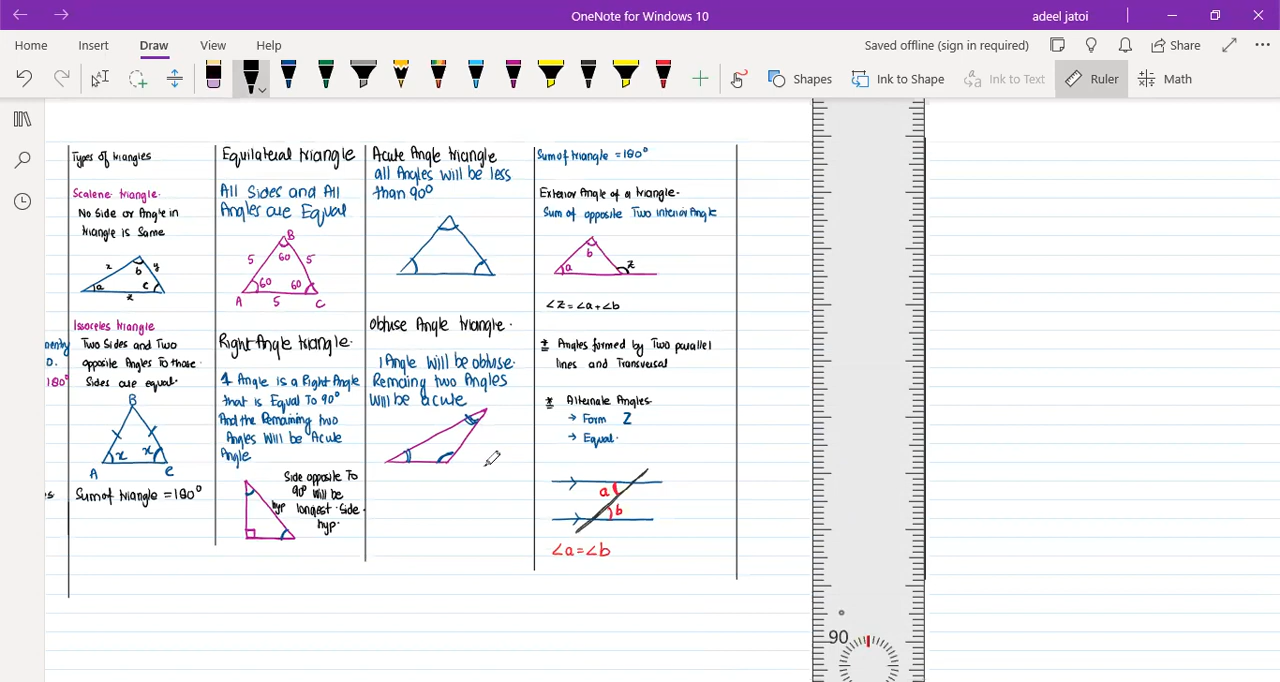 OneNote for Windows 10
adeel jatoi
Home
Insert
Draw
View
Help
Saved offline (sign in required)
Share
Ink to Shape
Shapes
Ink to Text
Ruler
Math
Types of triangles
Scalene triangle.
No Side or Angle in
triangle is Same
x
b
y
a
c
z
Issoceles triangle
Two Sides and Two
opposite Angles To those
Sides are equal.
B
x
x
A
C
Sum of triangle = 180°
180°
Equilateral triangle
All Sides and All
Angles are Equal
B
5
60
5
60
60
A
5
C
Right Angle triangle.
1 Angle is a Right Angle
that is Equal To 90°
And the Remaining two
Angles Will be Acute
Angle
Side opposite To
90° Will be
longest Side.
hyp
hyp.
Acute Angle triangle
all Angles will be less
than 90°
Obtuse Angle triangle.
1 Angle Will be obtuse.
Remaing two Angles
Will be acute
Sum of triangle = 180°
Exterior Angle of a triangle.
Sum of opposite Two interior Angle
b
a
z
∠z = ∠a + ∠b
* Angles formed by Two parallel
lines and Transversal
* Alternate Angles
→ Form Z
→ Equal.
a
b
∠a = ∠b
90